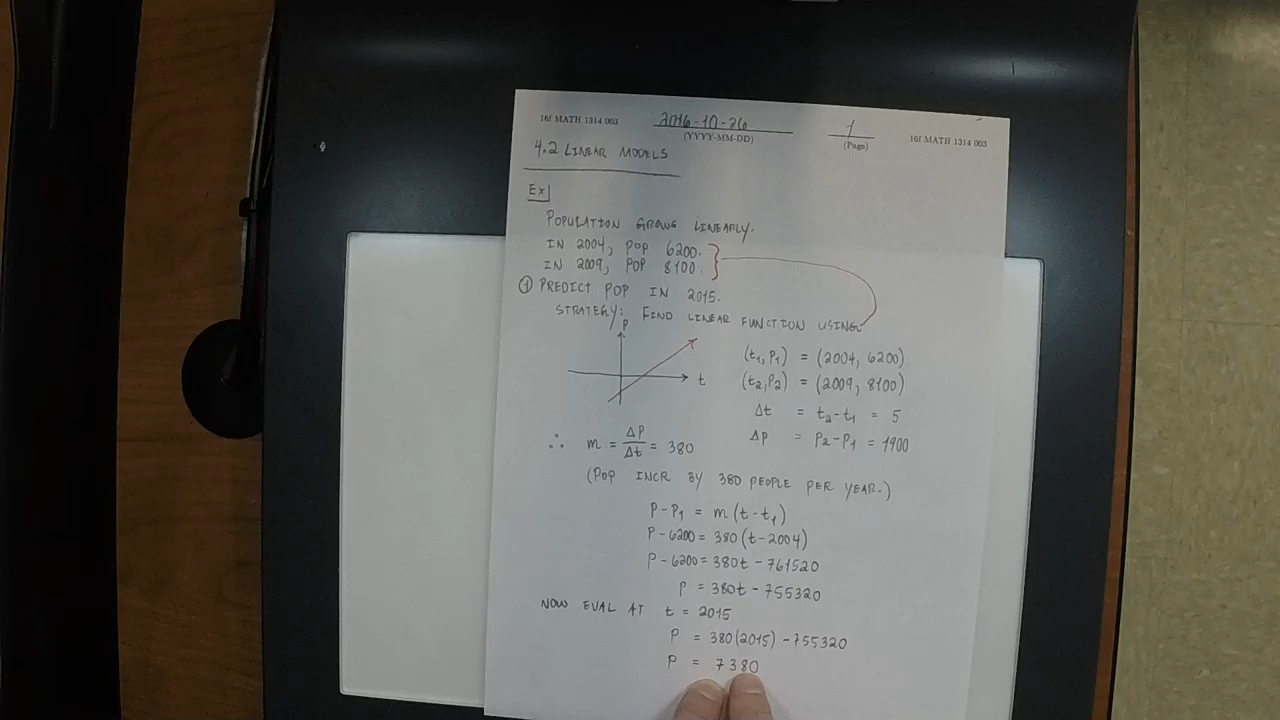 16f MATH 1314 003 2016-10-26 1 16f MATH 1314 003
(YYYY-MM-DD) (Page)
4.2 LINEAR MODELS
Ex
POPULATION GROWS LINEARLY.
IN 2004, POP 6200.
IN 2009, POP 8100.
① PREDICT POP IN 2015.
STRATEGY: FIND LINEAR FUNCTION USING
P
t
(t₁, P₁) = (2004, 6200)
(t₂, P₂) = (2009, 8100)
Δt = t₂-t₁ = 5
ΔP = P₂-P₁ = 1900
∴ m = ΔP/Δt = 380
(POP INCR BY 380 PEOPLE PER YEAR.)
P-P₁ = m(t-t₁)
P-6200 = 380(t-2004)
P-6200 = 380t - 761520
P = 380t - 755320
NOW EVAL AT t = 2015
P = 380(2015) - 755320
P = 7380